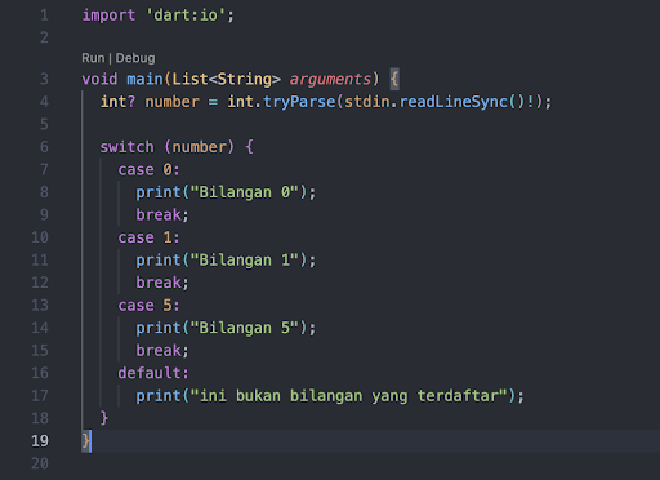 1 import 'dart:io';
2
Run | Debug
3 void main(List<String> arguments) {
4   int? number = int.tryParse(stdin.readLineSync()!);
5
6   switch (number) {
7     case 0:
8       print("Bilangan 0");
9       break;
10     case 1:
11       print("Bilangan 1");
12       break;
13     case 5:
14       print("Bilangan 5");
15       break;
16     default:
17       print("ini bukan bilangan yang terdaftar");
18   }
19 }
20